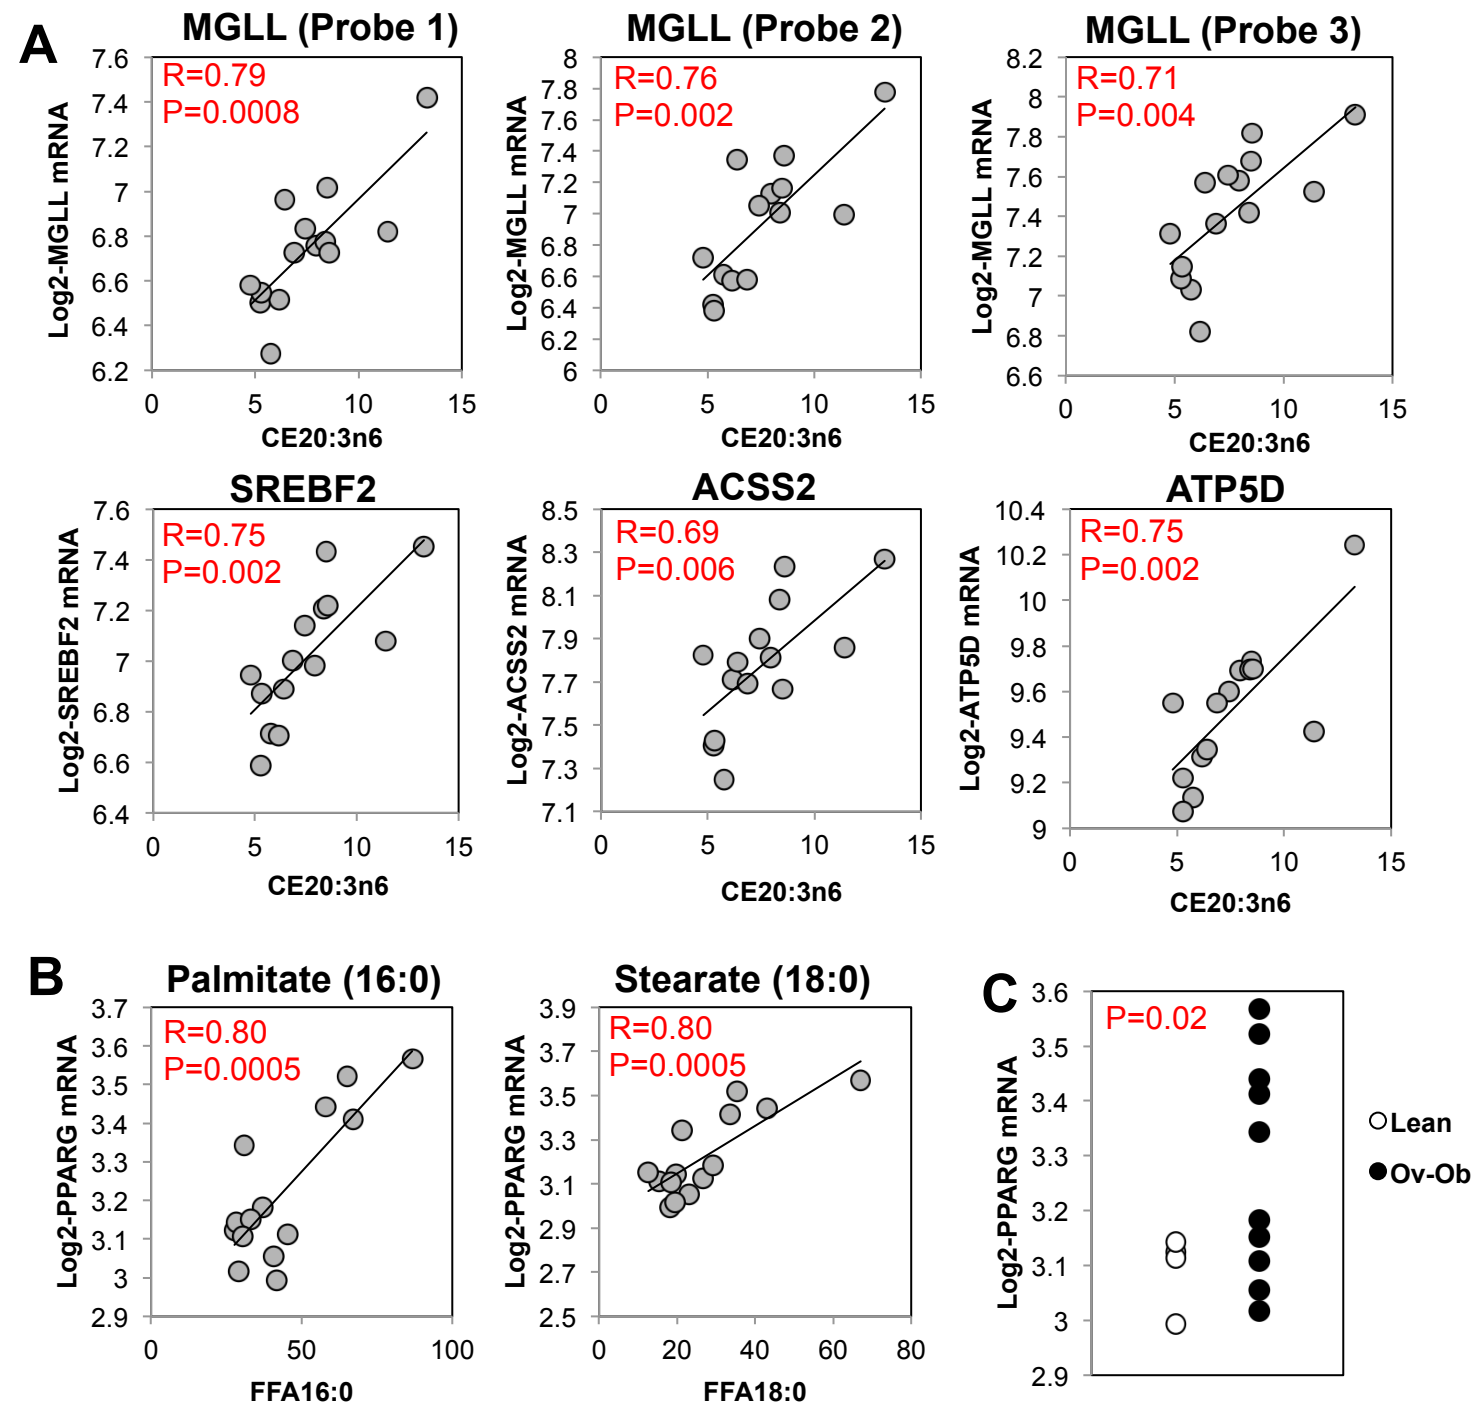 A
MGLL (Probe 1)
R=0.79
P=0.0008
Log2-MGLL mRNA
7.6
7.4
7.2
7
6.8
6.6
6.4
6.2
0 5 10 15
CE20:3n6
MGLL (Probe 2)
R=0.76
P=0.002
Log2-MGLL mRNA
8
7.8
7.6
7.4
7.2
7
6.8
6.6
6.4
6.2
6
0 5 10 15
CE20:3n6
MGLL (Probe 3)
R=0.71
P=0.004
Log2-MGLL mRNA
8.2
8
7.8
7.6
7.4
7.2
7
6.8
6.6
0 5 10 15
CE20:3n6
SREBF2
R=0.75
P=0.002
Log2-SREBF2 mRNA
7.6
7.4
7.2
7
6.8
6.6
6.4
0 5 10 15
CE20:3n6
ACSS2
R=0.69
P=0.006
Log2-ACSS2 mRNA
8.5
8.3
8.1
7.9
7.7
7.5
7.3
7.1
0 5 10 15
CE20:3n6
ATP5D
R=0.75
P=0.002
Log2-ATP5D mRNA
10.4
10.2
10
9.8
9.6
9.4
9.2
9
0 5 10 15
CE20:3n6
B
Palmitate (16:0)
R=0.80
P=0.0005
Log2-PPARG mRNA
3.7
3.6
3.5
3.4
3.3
3.2
3.1
3
2.9
0 50 100
FFA16:0
Stearate (18:0)
R=0.80
P=0.0005
Log2-PPARG mRNA
3.9
3.7
3.5
3.3
3.1
2.9
2.7
2.5
0 20 40 60 80
FFA18:0
C
P=0.02
Log2-PPARG mRNA
3.6
3.5
3.4
3.3
3.2
3.1
3
2.9
Lean
Ov-Ob